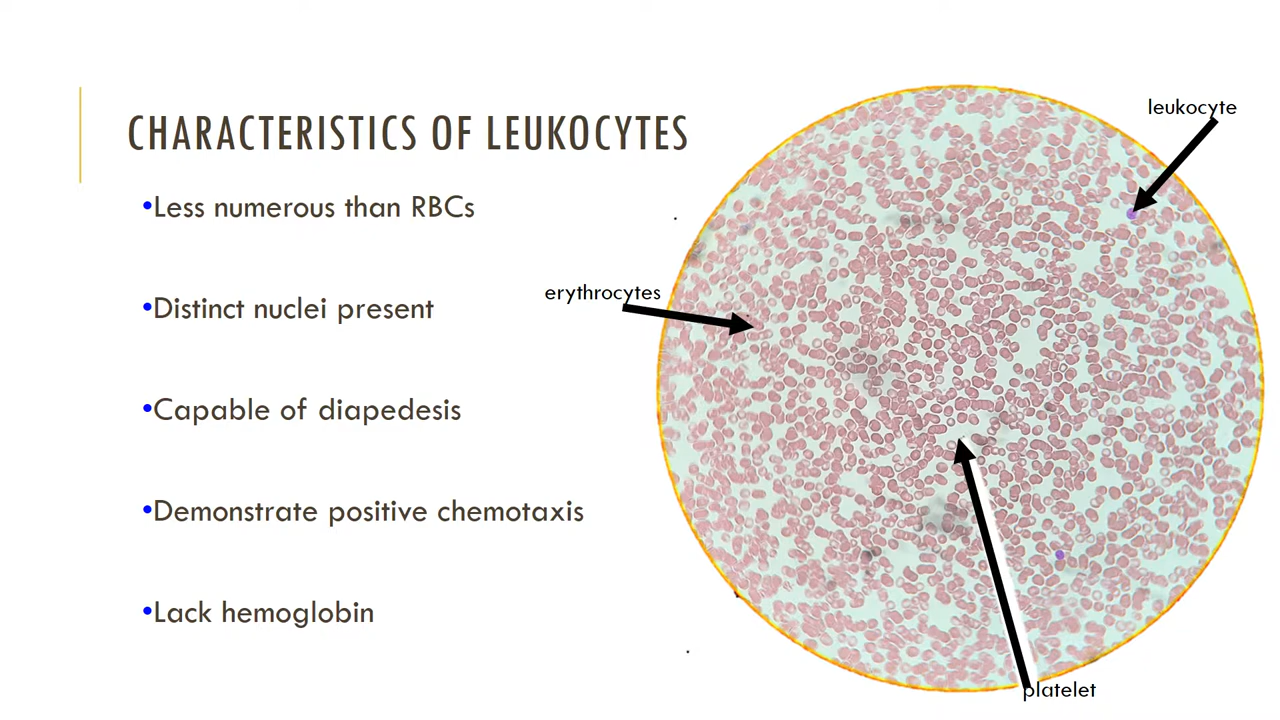 CHARACTERISTICS OF LEUKOCYTES
•Less numerous than RBCs
•Distinct nuclei present
•Capable of diapedesis
•Demonstrate positive chemotaxis
•Lack hemoglobin
leukocyte
erythrocytes
platelet